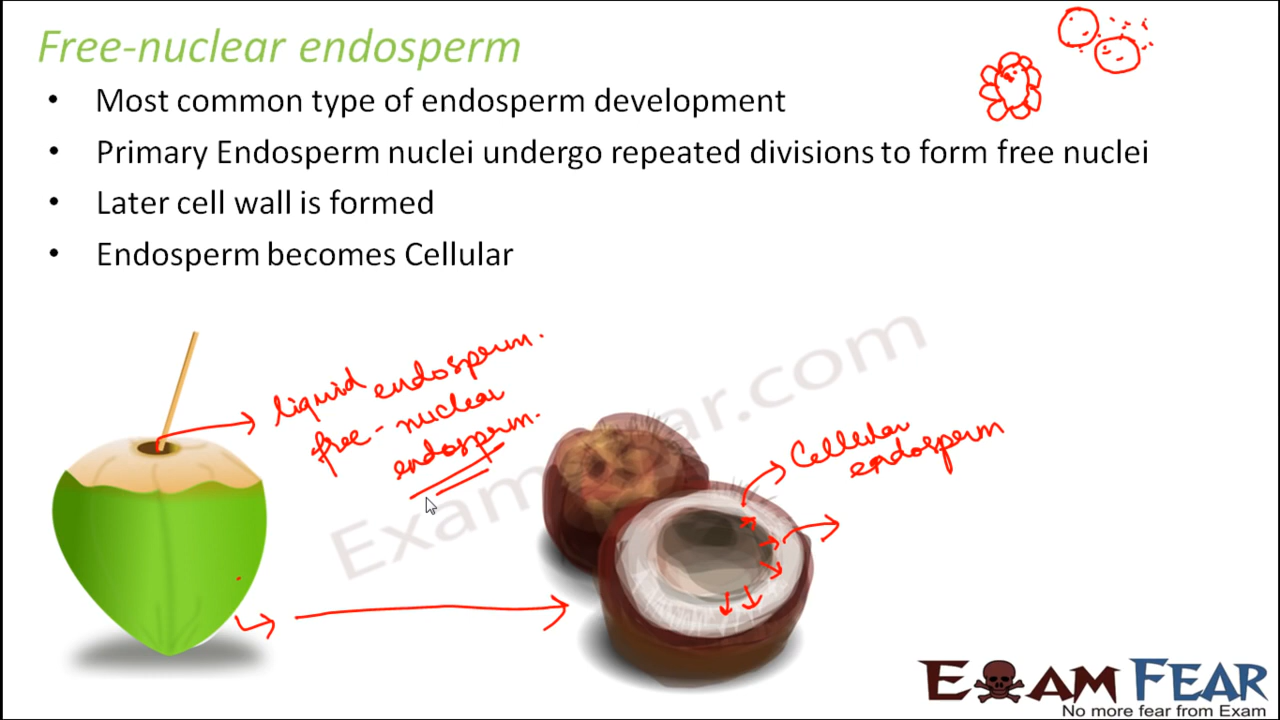 Free-nuclear endosperm
• Most common type of endosperm development
• Primary Endosperm nuclei undergo repeated divisions to form free nuclei
• Later cell wall is formed
• Endosperm becomes Cellular
liquid endosperm.
free-nuclear
endosperm.
Cellular
endosperm
Examfear.com
EXAM FEAR
No more fear from Exam